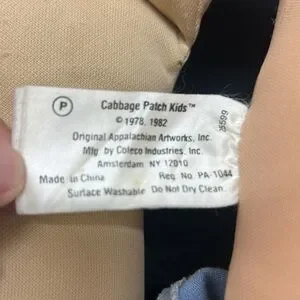 P
Cabbage Patch Kids™
© 1978, 1982
Original Appalachian Artworks, Inc.
Mfg by Coleco Industries, Inc.
Amsterdam NY 12010
Made in China Reg. No PA-1044
Surface Washable Do Not Dry Clean